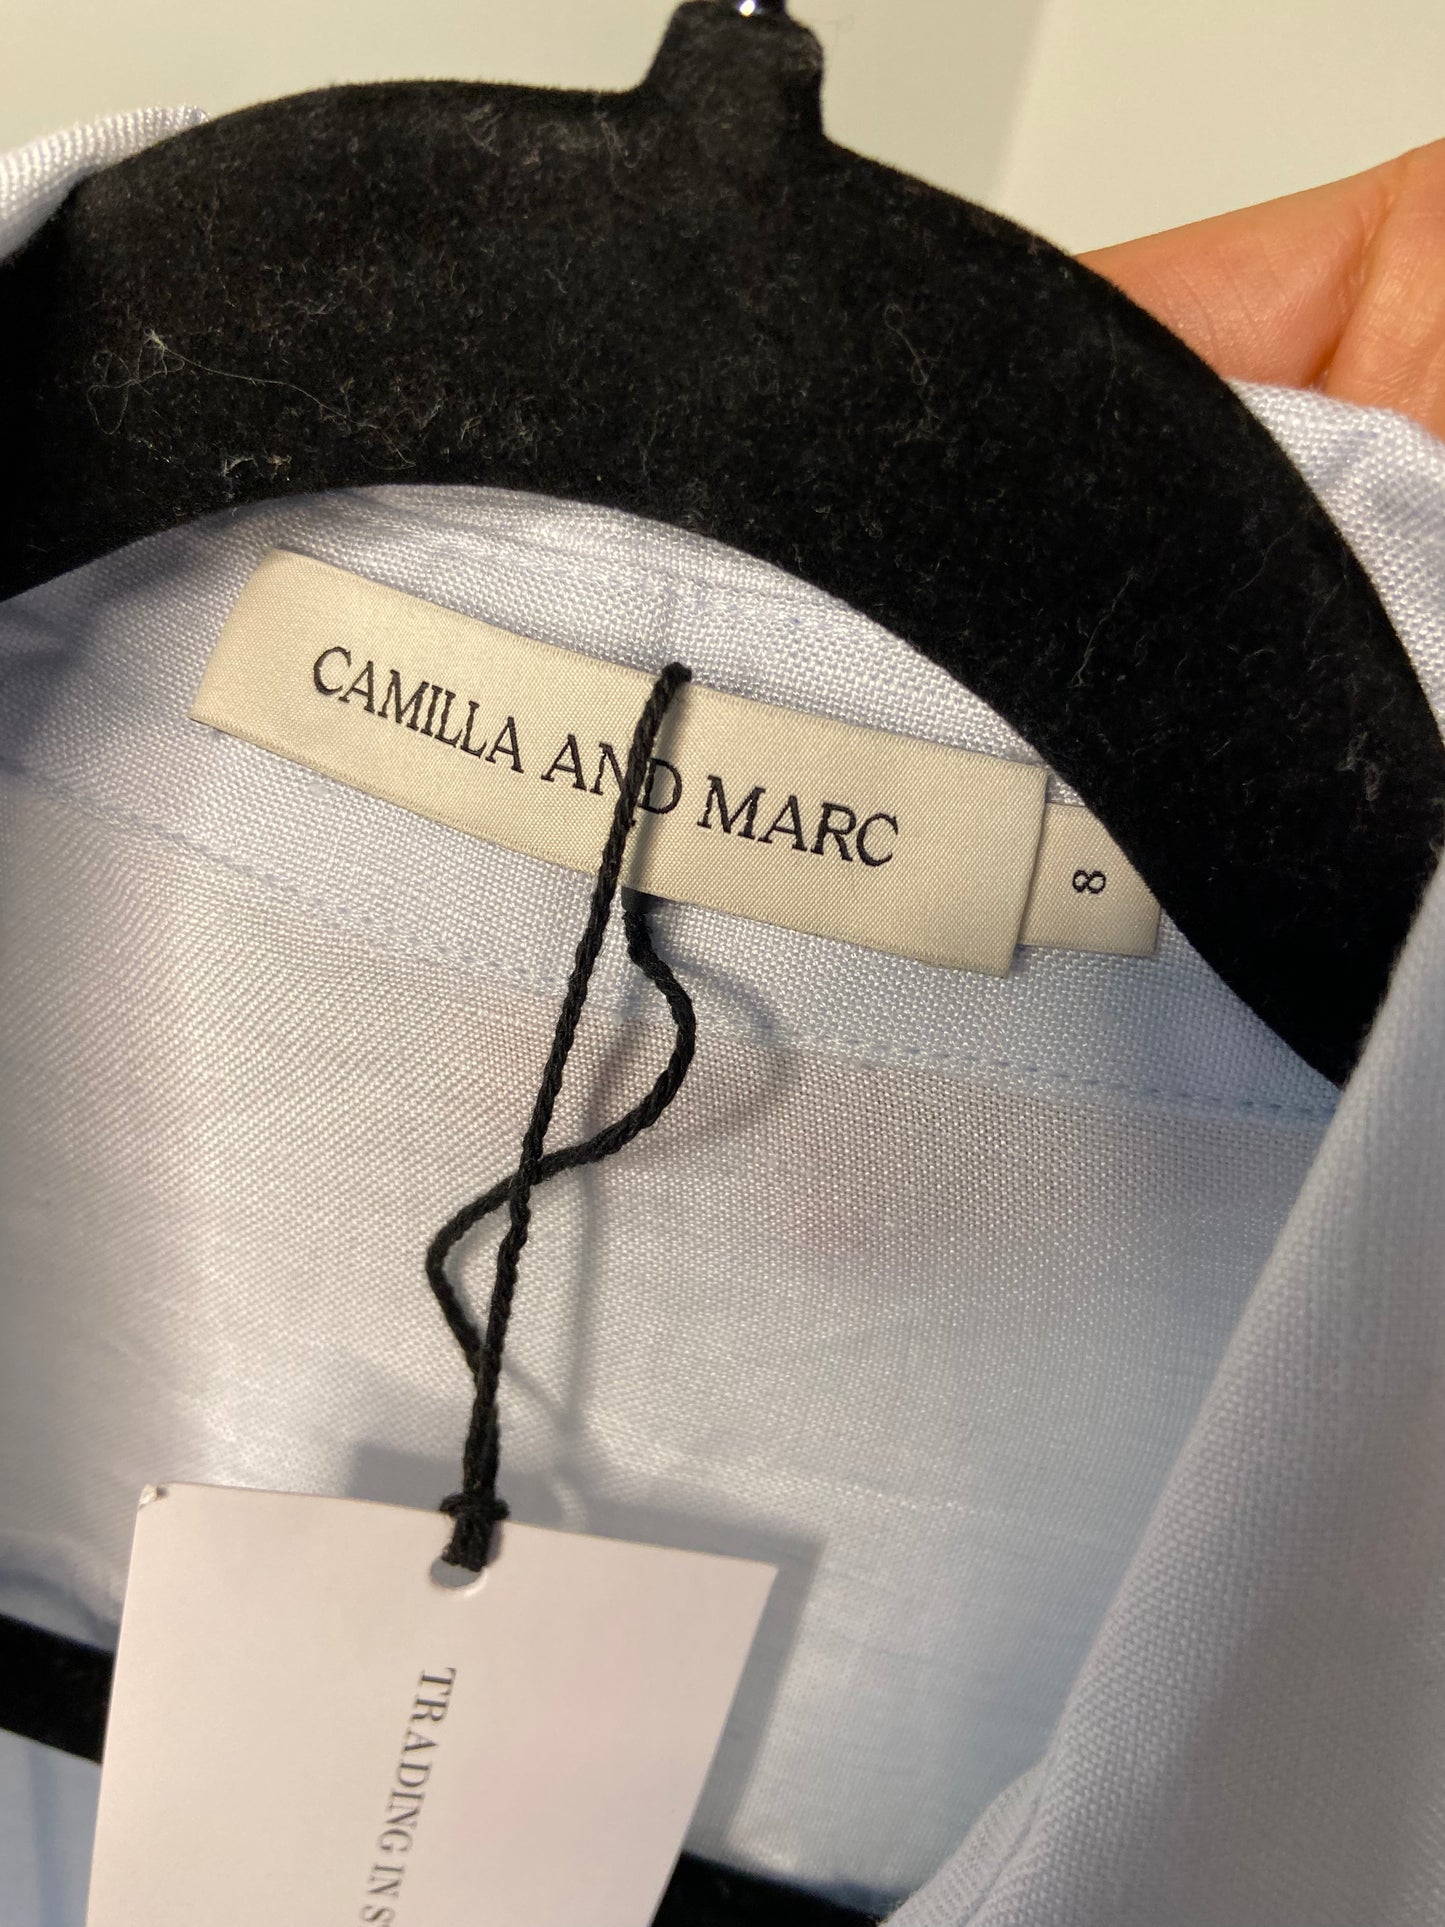 CAMILLA AND MARC
8
TRADING IN